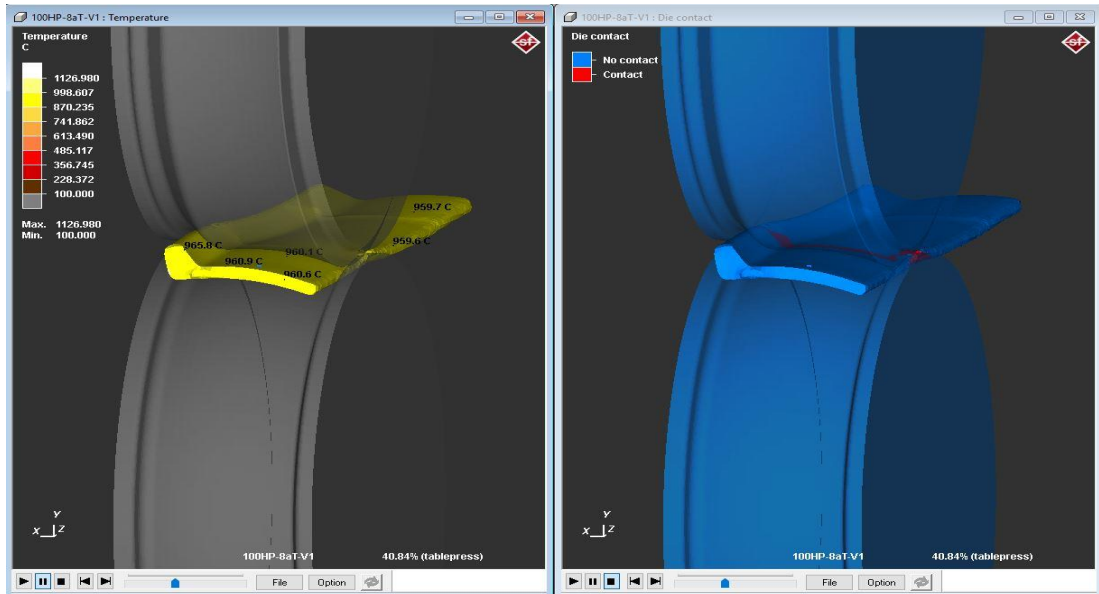 100HP-8aT-V1 : Temperature
Temperature
C
1126.980
998.607
870.235
741.862
613.490
485.117
356.745
228.372
100.000
Max. 1126.980
Min. 100.000
sf
959.7 C
965.8 C
959.6 C
960.1 C
960.9 C
960.6 C
Y
X Z
100HP-8aT-V1 40.84% (tablepress)
File Option
100HP-8aT-V1 : Die contact
Die contact
No contact
Contact
sf
Y
X Z
100HP-8aT-V1 40.84% (tablepress)
File Option